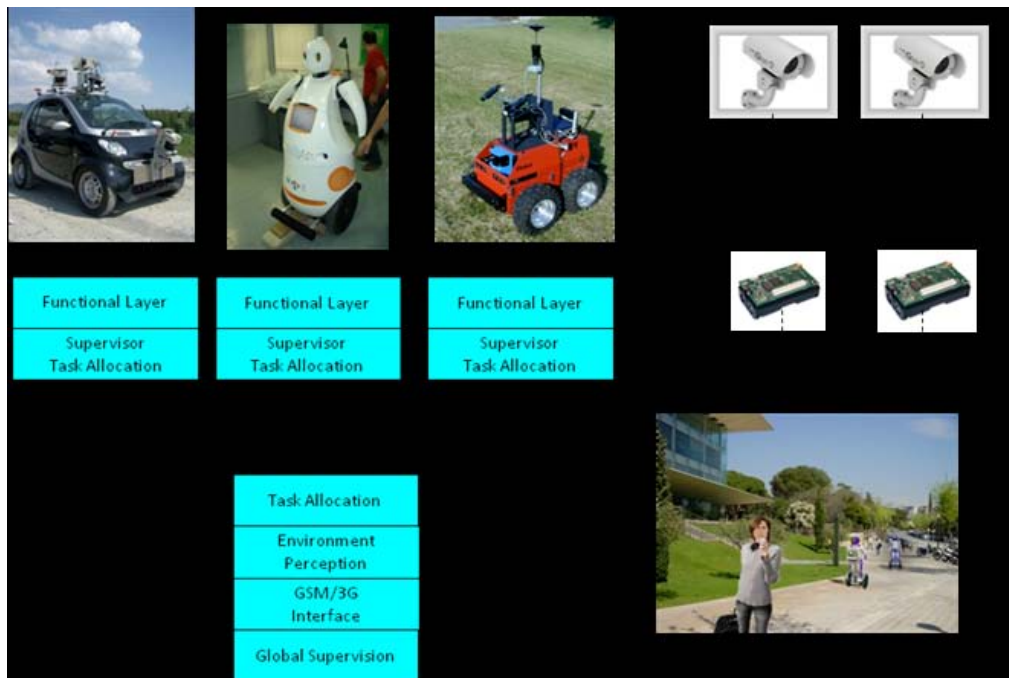 Functional Layer
Supervisor
Task Allocation
Functional Layer
Supervisor
Task Allocation
Functional Layer
Supervisor
Task Allocation
Task Allocation
Environment
Perception
GSM/3G
Interface
Global Supervision